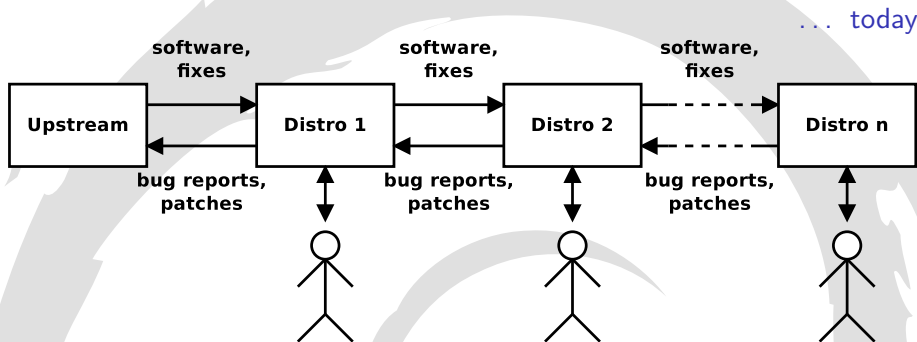 ... today
software,
fixes
software,
fixes
software,
fixes
Upstream
Distro 1
Distro 2
Distro n
bug reports,
patches
bug reports,
patches
bug reports,
patches